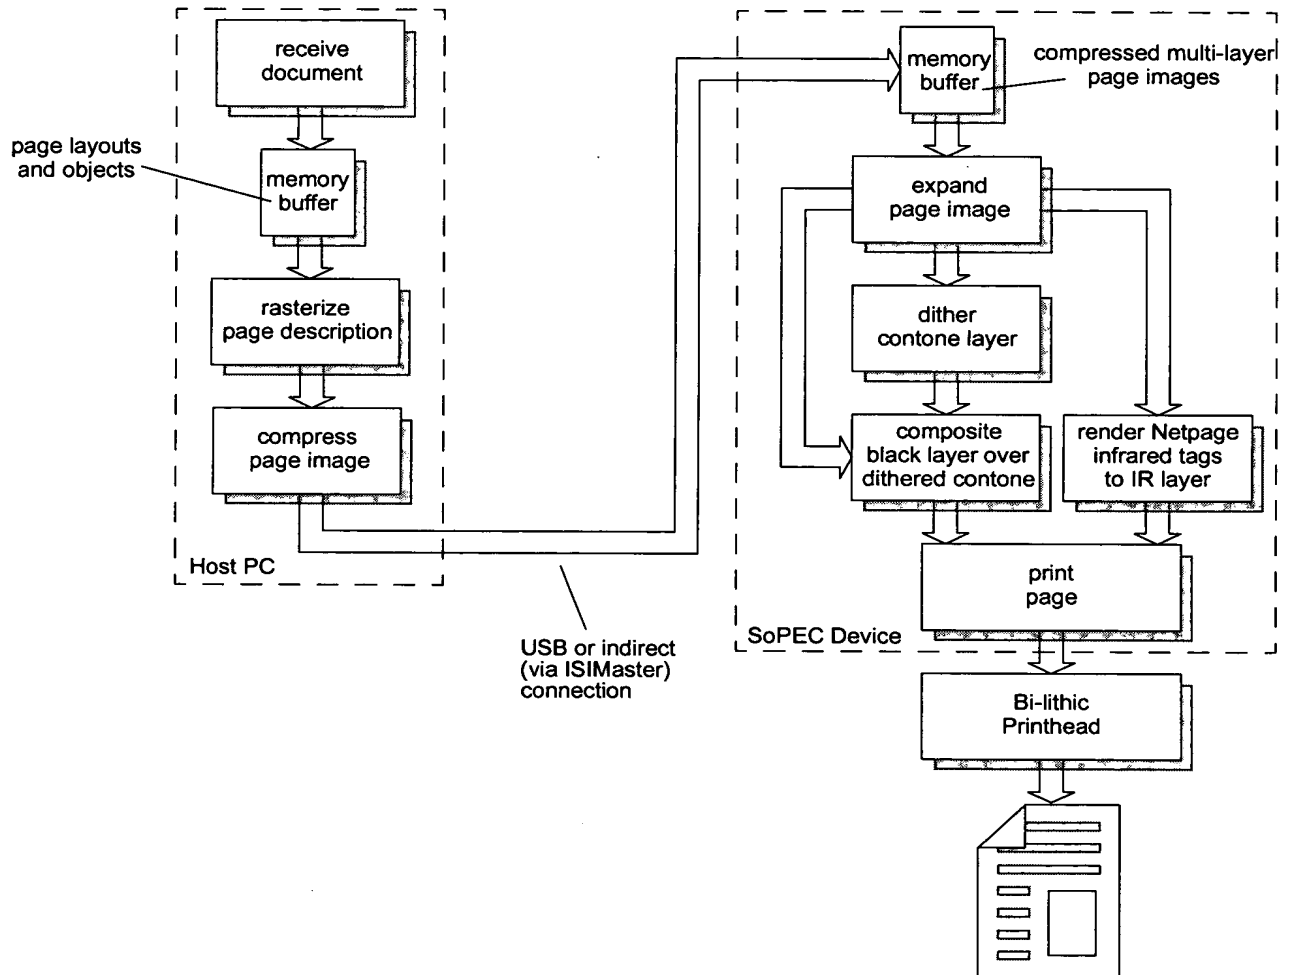 receive
document
page layouts
and objects
memory
buffer
rasterize
page description
compress
page image
Host PC
USB or indirect
(via ISIMaster)
connection
memory
buffer
compressed multi-layer
page images
expand
page image
dither
contone layer
composite
black layer over
dithered contone
render Netpage
infrared tags
to IR layer
print
page
SoPEC Device
Bi-lithic
Printhead